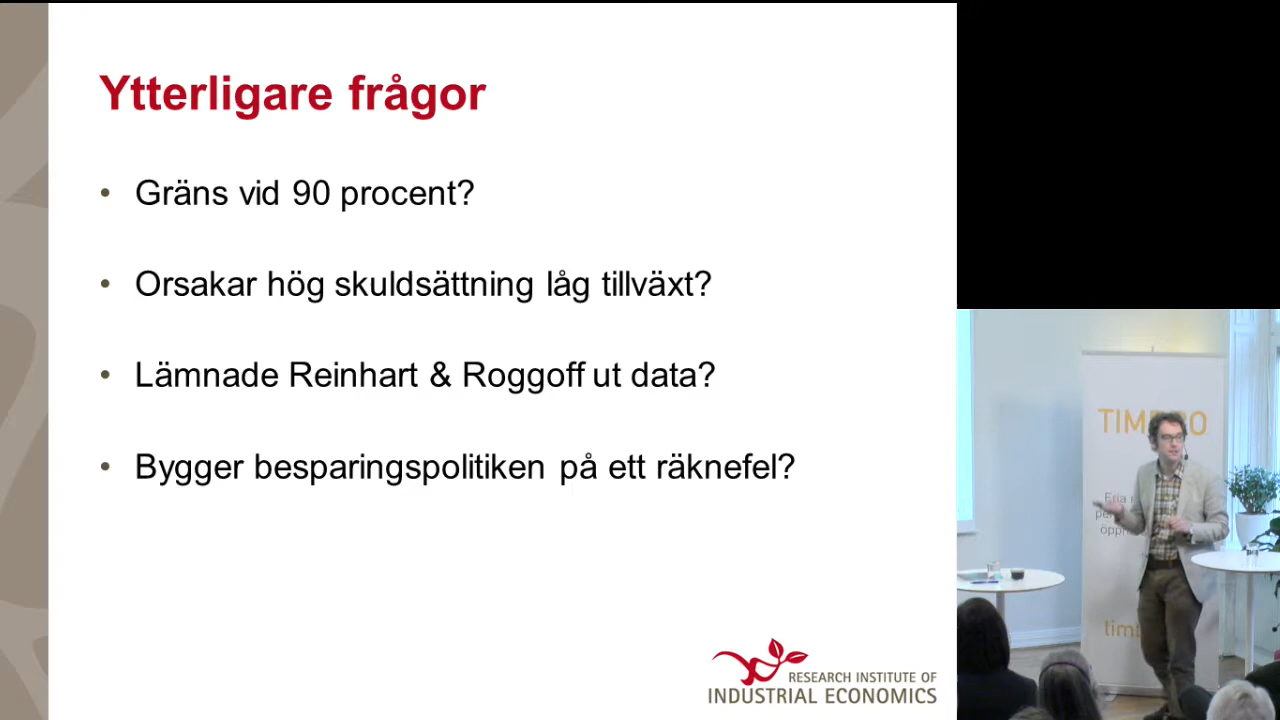 Ytterligare frågor
• Gräns vid 90 procent?
• Orsakar hög skuldsättning låg tillväxt?
• Lämnade Reinhart & Roggoff ut data?
• Bygger besparingspolitiken på ett räknefel?
RESEARCH INSTITUTE OF
INDUSTRIAL ECONOMICS